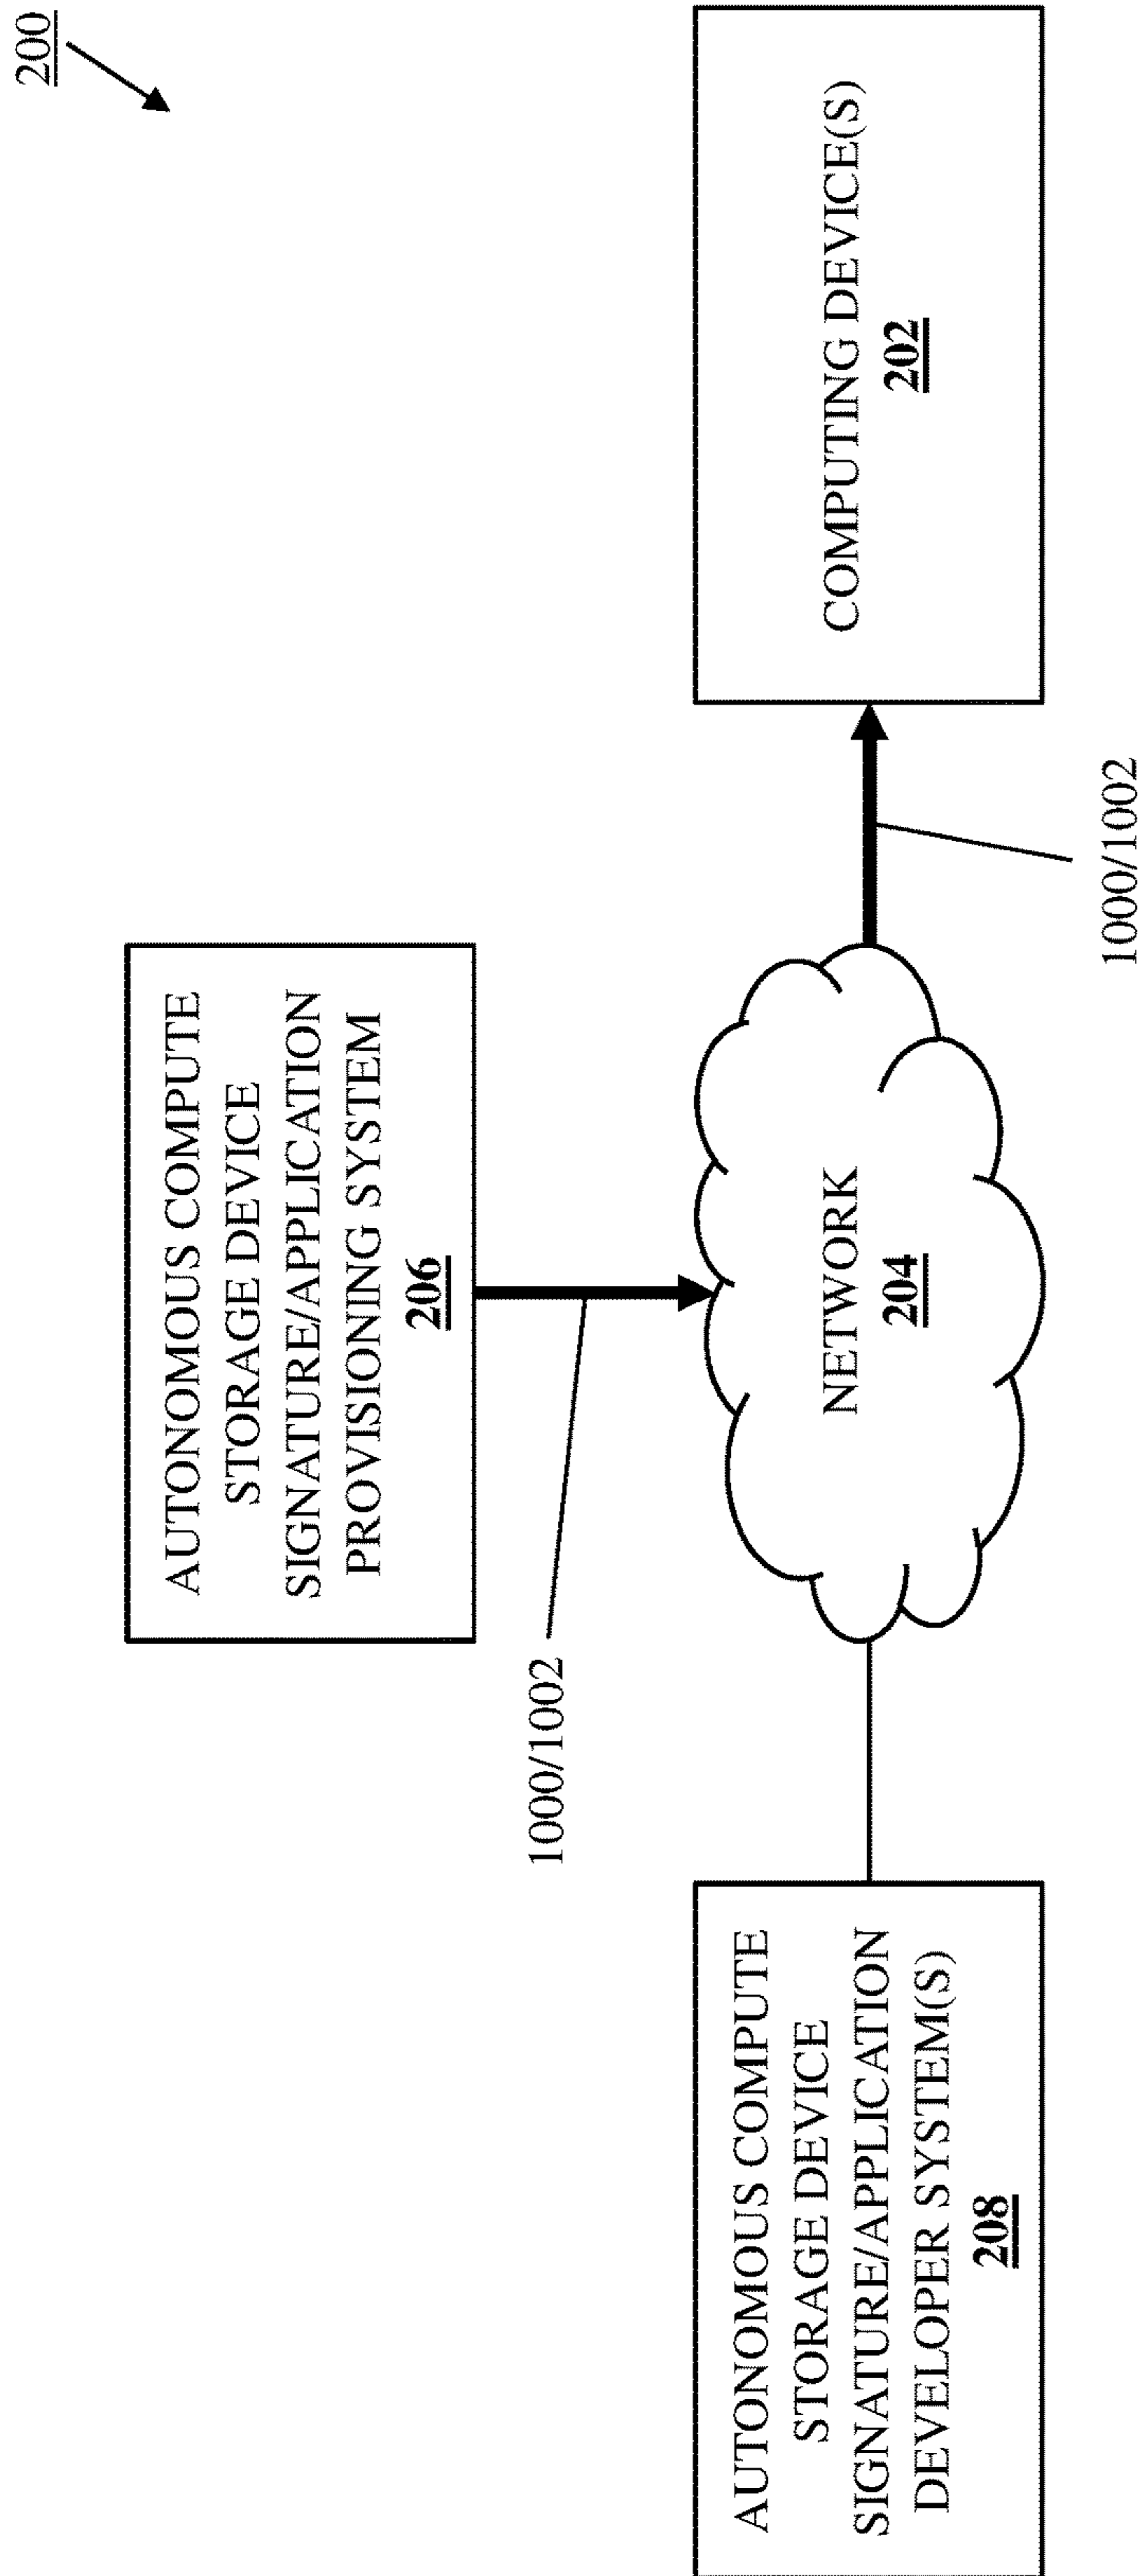 200
AUTONOMOUS COMPUTE
STORAGE DEVICE
SIGNATURE/APPLICATION
PROVISIONING SYSTEM
206
1000/1002
AUTONOMOUS COMPUTE
STORAGE DEVICE
SIGNATURE/APPLICATION
DEVELOPER SYSTEM(S)
208
NETWORK
204
COMPUTING DEVICE(S)
202
1000/1002